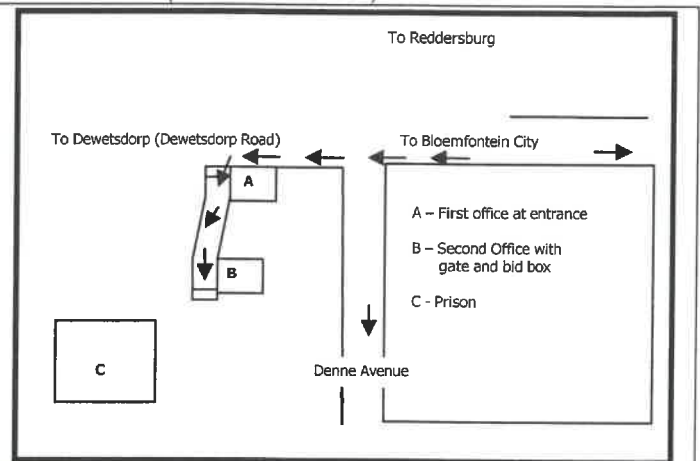 To Reddersburg
To Dewetsdorp (Dewetsdorp Road)
To Bloemfontein City
A
A – First office at entrance
B – Second Office with
gate and bid box
B
C - Prison
C
Denne Avenue